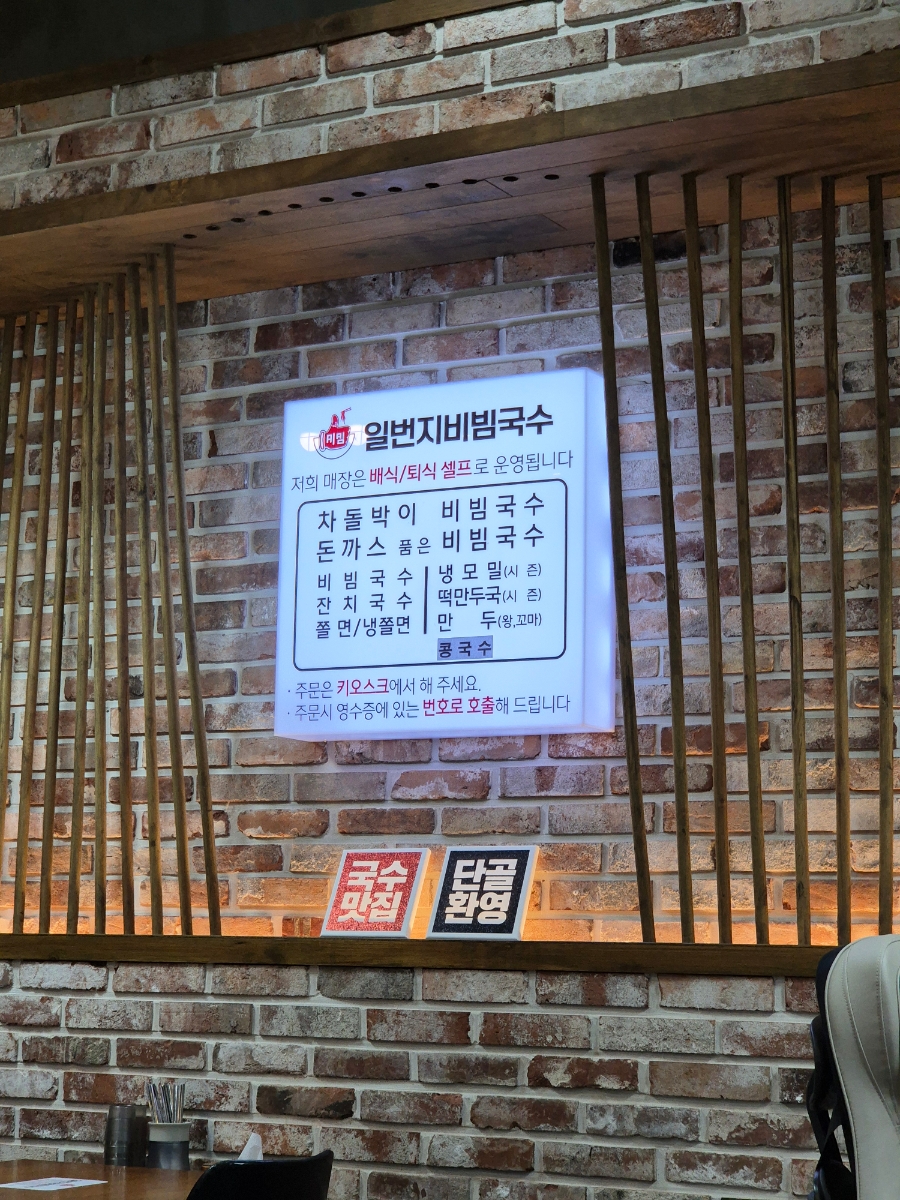 비빔
일번지비빔국수
저희 매장은 배식/퇴식 셀프로 운영됩니다
차돌박이 비빔국수
돈까스 품은 비빔국수
비빔국수
잔치국수
쫄면/냉쫄면
냉모밀(시즌)
떡만두국(시즌)
만두(왕,꼬마)
콩국수
· 주문은 키오스크에서 해 주세요.
· 주문시 영수증에 있는 번호로 호출해 드립니다
국수
맛집
단골
환영